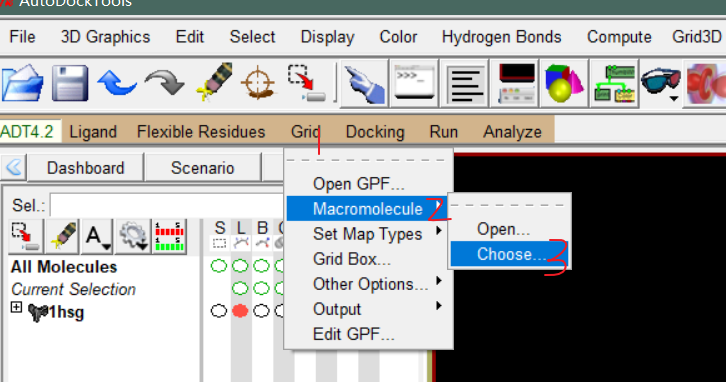 AutoDockTools
File 3D Graphics Edit Select Display Color Hydrogen Bonds Compute Grid3D
ADT4.2 Ligand Flexible Residues Grid Docking Run Analyze
1
Dashboard Scenario
Open GPF...
Sel.:
Macromolecule 2
Open...
Set Map Types
Choose... 3
S L B C
Grid Box...
All Molecules
Other Options...
Current Selection
Output
1hsg
Edit GPF...